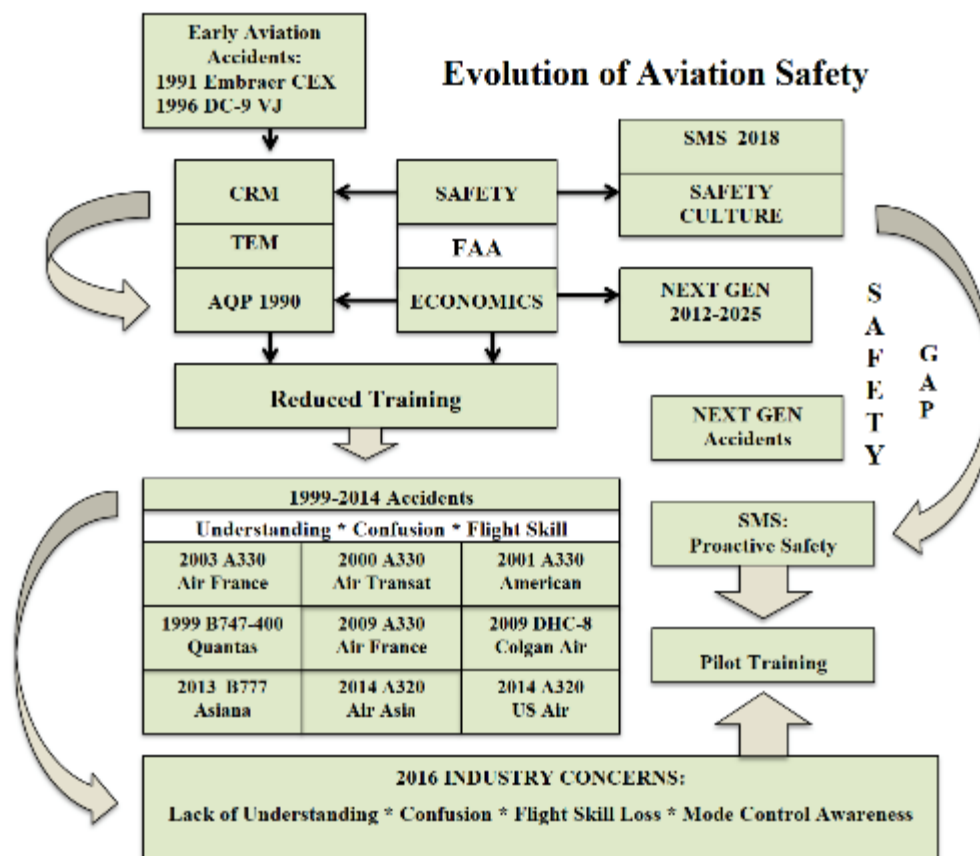 Early Aviation
Accidents:
1991 Embraer CEX
1996 DC-9 VJ
Evolution of Aviation Safety
CRM
TEM
AQP 1990
SAFETY
FAA
ECONOMICS
SMS 2018
SAFETY
CULTURE
NEXT GEN
2012-2025
SAFETY
GAP
Reduced Training
NEXT GEN
Accidents
1999-2014 Accidents
Understanding * Confusion * Flight Skill
2003 A330
Air France
2000 A330
Air Transat
2001 A330
American
1999 B747-400
Quantas
2009 A330
Air France
2009 DHC-8
Colgan Air
2013 B777
Asiana
2014 A320
Air Asia
2014 A320
US Air
SMS:
Proactive Safety
Pilot Training
2016 INDUSTRY CONCERNS:
Lack of Understanding * Confusion * Flight Skill Loss * Mode Control Awareness